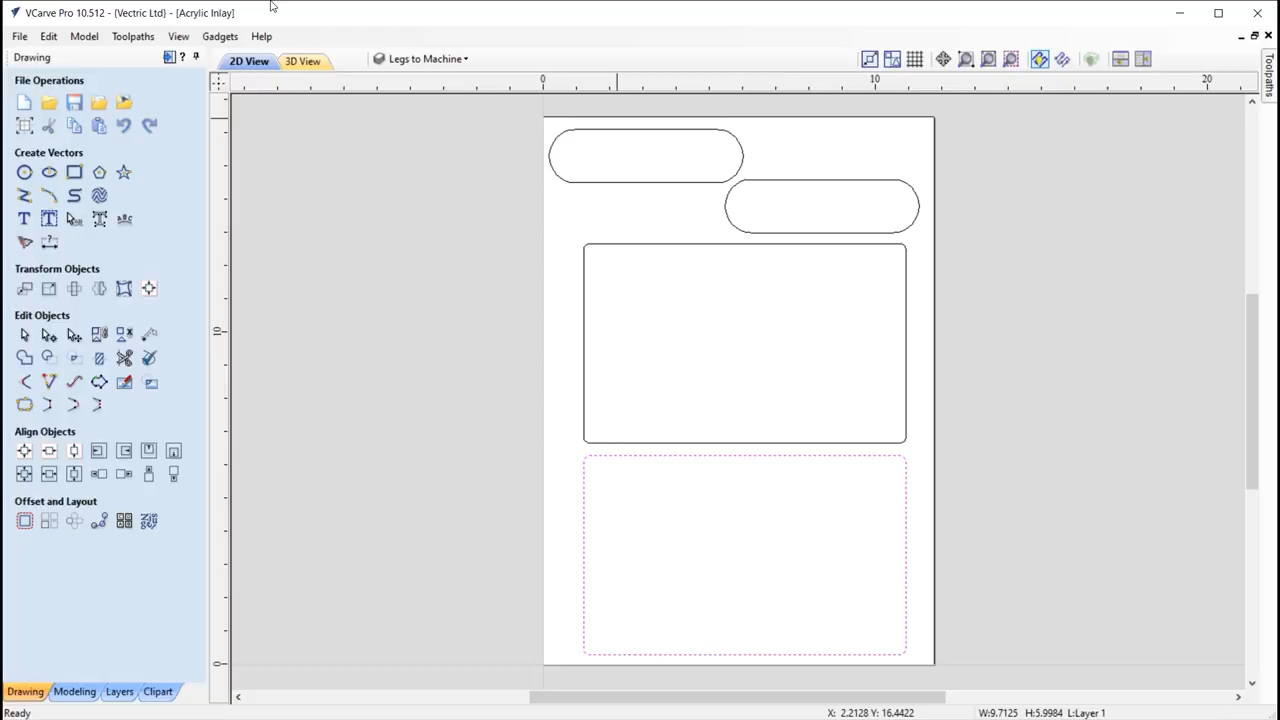 VCarve Pro 10.512 - {Vectric Ltd} - [Acrylic Inlay]
File Edit Model Toolpaths View Gadgets Help
Drawing
2D View 3D View Legs to Machine
Toolpaths
File Operations
0 10 20
Create Vectors
Transform Objects
Edit Objects
10
Align Objects
Offset and Layout
0
Drawing Modeling Layers Clipart
Ready X: 2.2128 Y: 16.4422 W:9.7125 H:5.9984 L:Layer 1